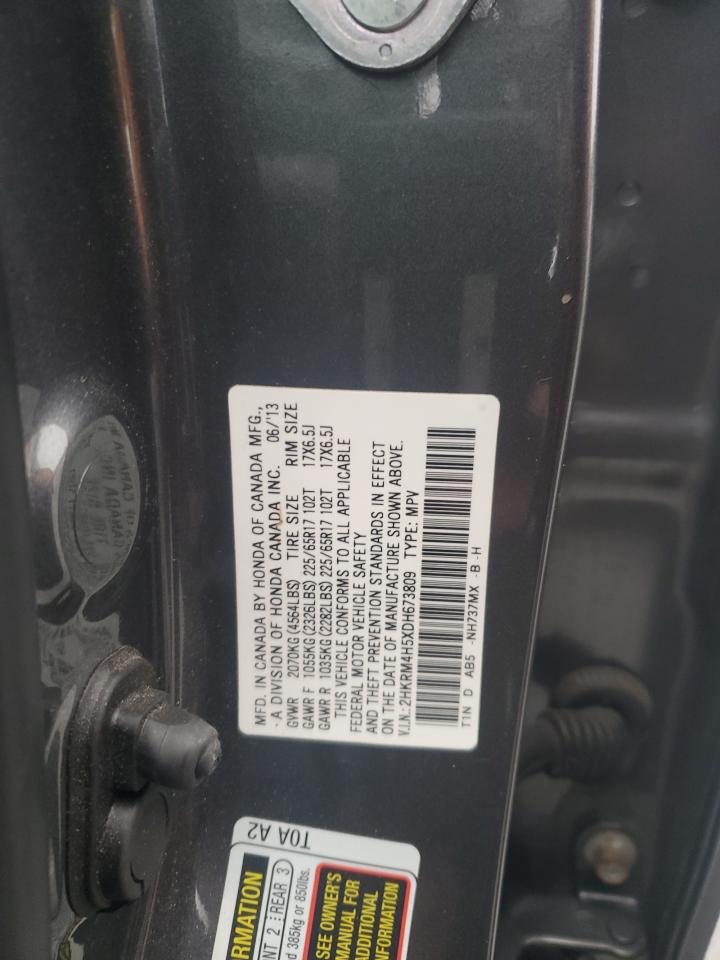 MFD. IN CANADA BY HONDA OF CANADA MFG.,
- A DIVISION OF HONDA CANADA INC. 06/'13
GVWR 2070KG (4564LBS) TIRE SIZE RIM SIZE
GAWR F 1055KG (2326LBS) 225/65R17 102T 17X6.5J
GAWR R 1035KG (2282LBS) 225/65R17 102T 17X6.5J
THIS VEHICLE CONFORMS TO ALL APPLICABLE
FEDERAL MOTOR VEHICLE SAFETY
AND THEFT PREVENTION STANDARDS IN EFFECT
ON THE DATE OF MANUFACTURE SHOWN ABOVE.
V.I.N.: 2HKRM4H5XDH673809 TYPE: MPV
T1N D AB5 -NH737MX -B -H
T0A A2
RMATION
NT 2 : REAR 3
d 385kg or 850lbs.
SEE OWNER'S
MANUAL FOR
ADDITIONAL
INFORMATION